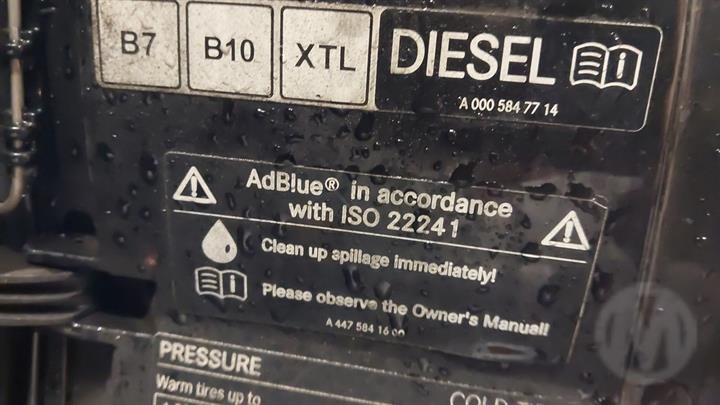 B7 B10 XTL DIESEL
A 000 584 77 14
AdBlue® in accordance
with ISO 22241
Clean up spillage immediately!
Please observe the Owner's Manual!
A 447 584 16 00
PRESSURE
Warm tires up to
COLD